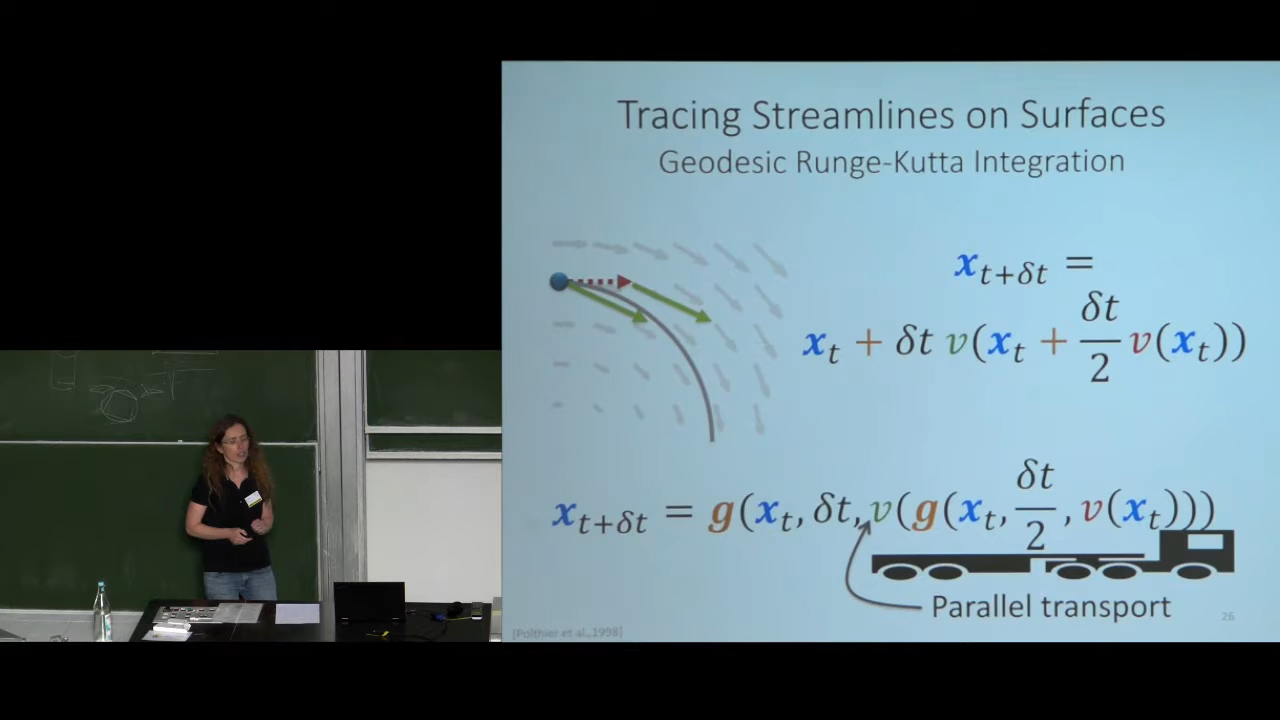 Tracing Streamlines on Surfaces
Geodesic Runge-Kutta Integration
x_{t+δt} =
x_t + δt v(x_t + δt/2 v(x_t))
x_{t+δt} = g(x_t, δt, v(g(x_t, δt/2, v(x_t))))
Parallel transport
[Polthier et al.,1998]
26